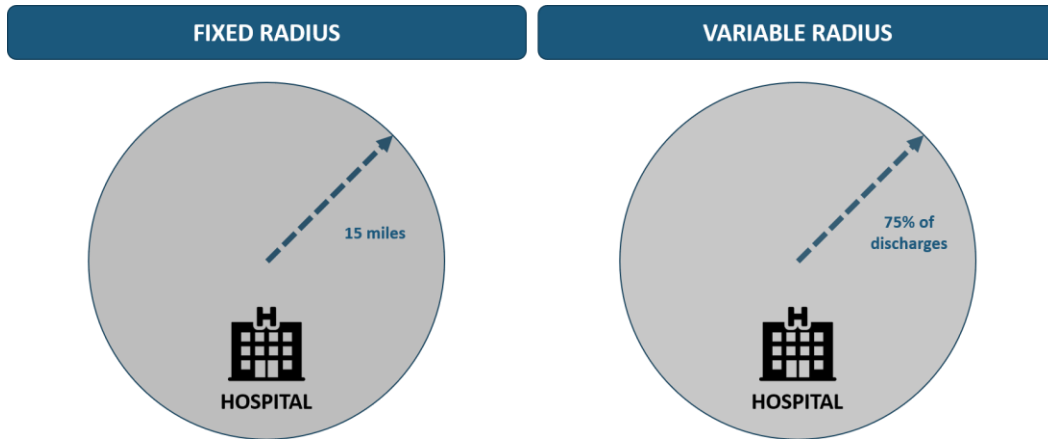 FIXED RADIUS
VARIABLE RADIUS
15 miles
75% of
discharges
H
HOSPITAL
H
HOSPITAL